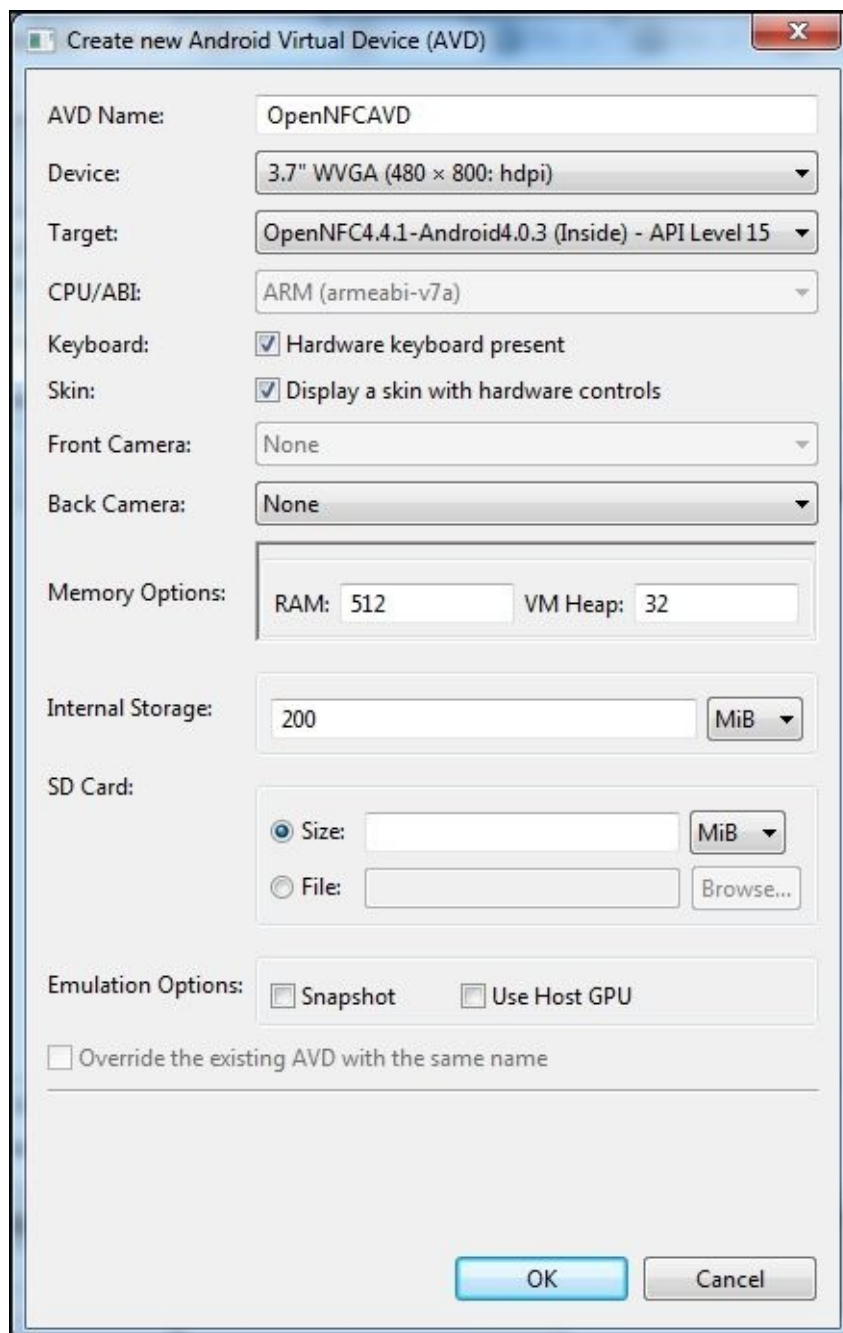 Create new Android Virtual Device (AVD)
AVD Name: OpenNFCAVD
Device: 3.7" WVGA (480 × 800: hdpi)
Target: OpenNFC4.4.1-Android4.0.3 (Inside) - API Level 15
CPU/ABI: ARM (armeabi-v7a)
Keyboard: Hardware keyboard present
Skin: Display a skin with hardware controls
Front Camera: None
Back Camera: None
Memory Options: RAM: 512 VM Heap: 32
Internal Storage: 200 MiB
SD Card:
Size: MiB
File: Browse...
Emulation Options: Snapshot Use Host GPU
Override the existing AVD with the same name
OK Cancel